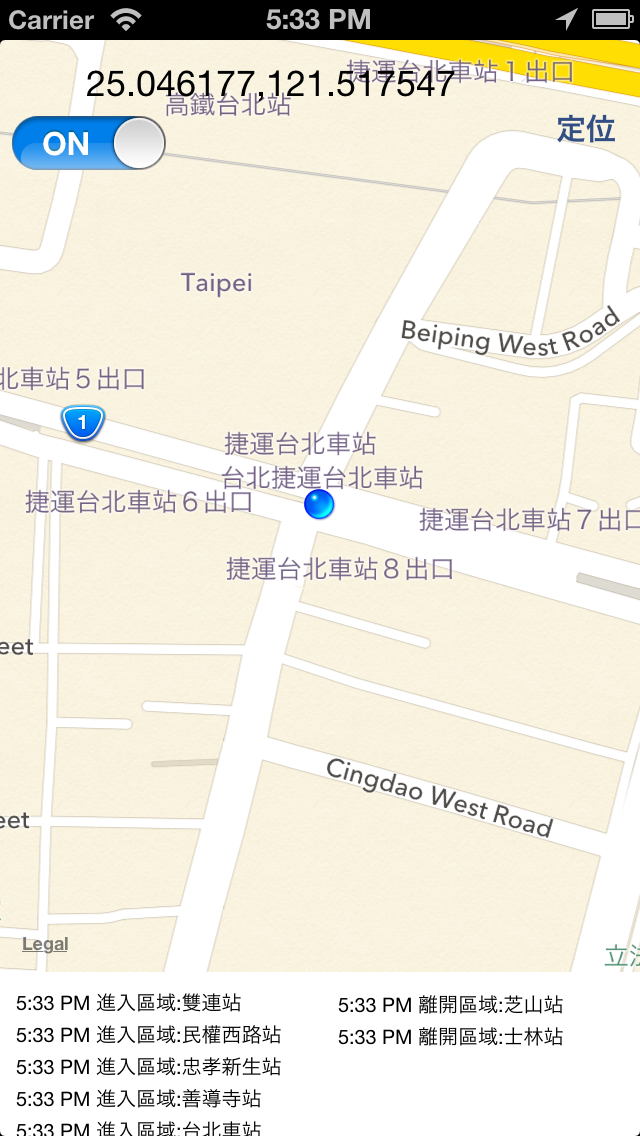 Carrier 5:33 PM
捷運台北車站1出口
25.046177,121.517547
高鐵台北站
ON
定位
Taipei
Beiping West Road
北車站5出口
1
捷運台北車站
台北捷運台北車站
捷運台北車站6出口
捷運台北車站7出口
捷運台北車站8出口
eet
Cingdao West Road
eet
Legal
立法
5:33 PM 進入區域:雙連站
5:33 PM 進入區域:民權西路站
5:33 PM 進入區域:忠孝新生站
5:33 PM 進入區域:善導寺站
5:33 PM 進入區域:台北車站
5:33 PM 離開區域:芝山站
5:33 PM 離開區域:士林站